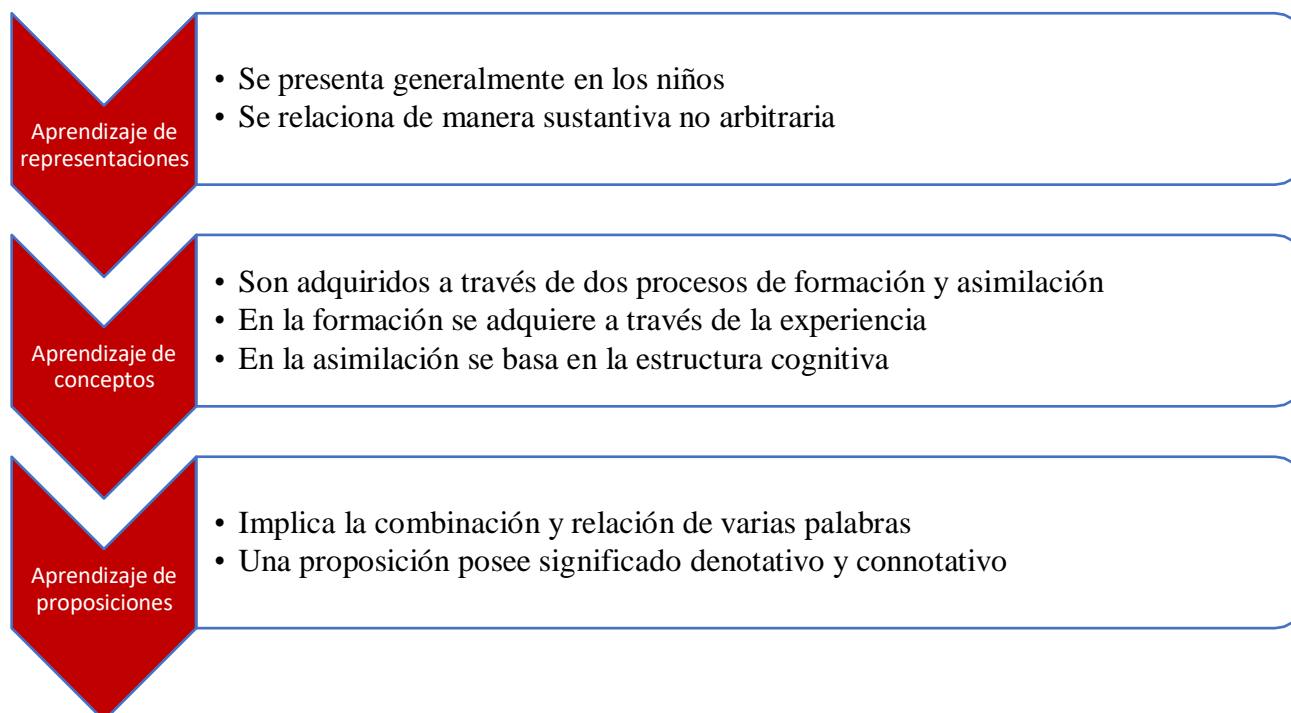 Aprendizaje de
representaciones
• Se presenta generalmente en los niños
• Se relaciona de manera sustantiva no arbitraria
Aprendizaje de
conceptos
• Son adquiridos a través de dos procesos de formación y asimilación
• En la formación se adquiere a través de la experiencia
• En la asimilación se basa en la estructura cognitiva
Aprendizaje de
proposiciones
• Implica la combinación y relación de varias palabras
• Una proposición posee significado denotativo y connotativo